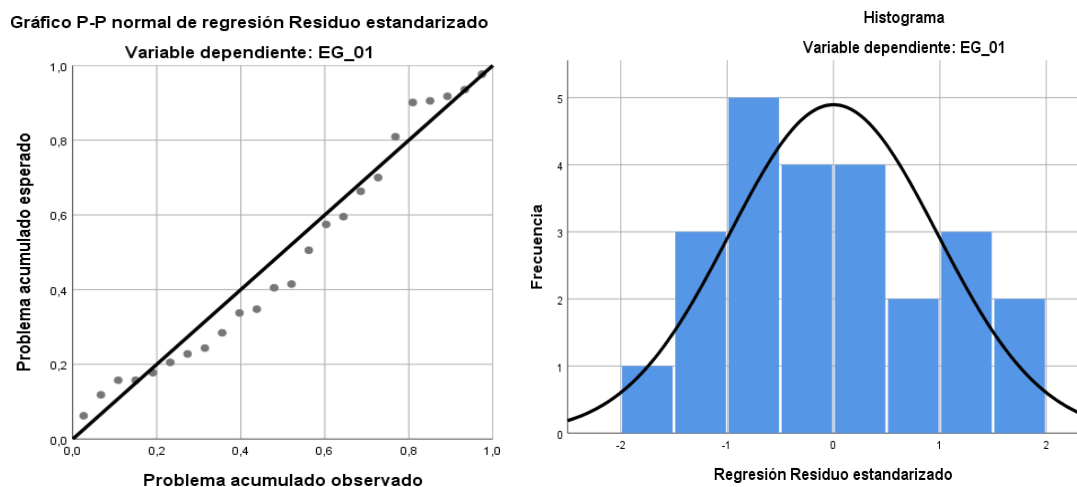 Gráfico P-P normal de regresión Residuo estandarizado
Variable dependiente: EG_01
1,0
0,8
0,6
0,4
0,2
0,0
0,0 0,2 0,4 0,6 0,8 1,0
Problema acumulado esperado
Problema acumulado observado
Histograma
Variable dependiente: EG_01
5
4
3
2
1
0
-2 -1 0 1 2
Frecuencia
Regresión Residuo estandarizado